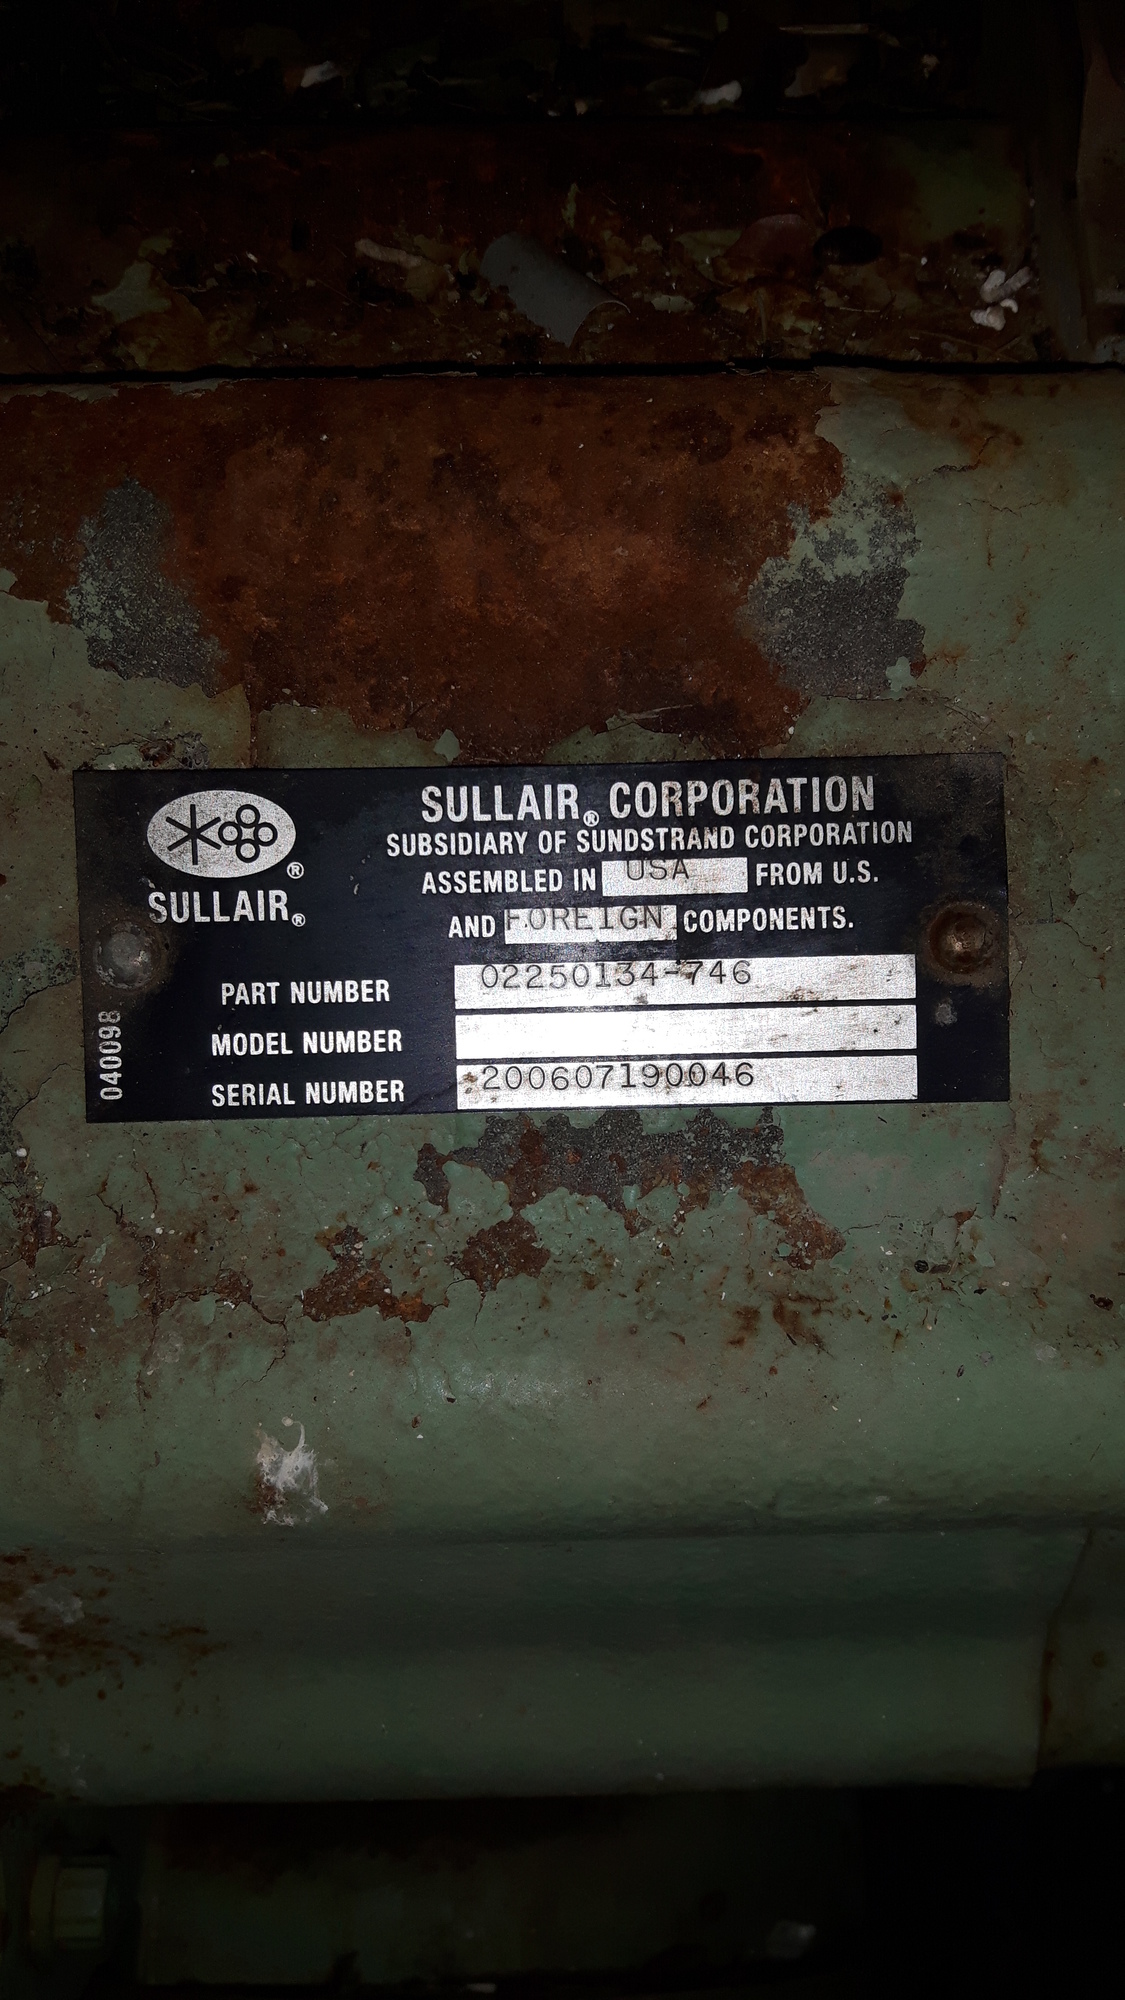 SULLAIR® CORPORATION
SUBSIDIARY OF SUNDSTRAND CORPORATION
ASSEMBLED IN USA FROM U.S.
AND FOREIGN COMPONENTS.
®
SULLAIR®
PART NUMBER 02250134-746
MODEL NUMBER
SERIAL NUMBER 200607190046
040098